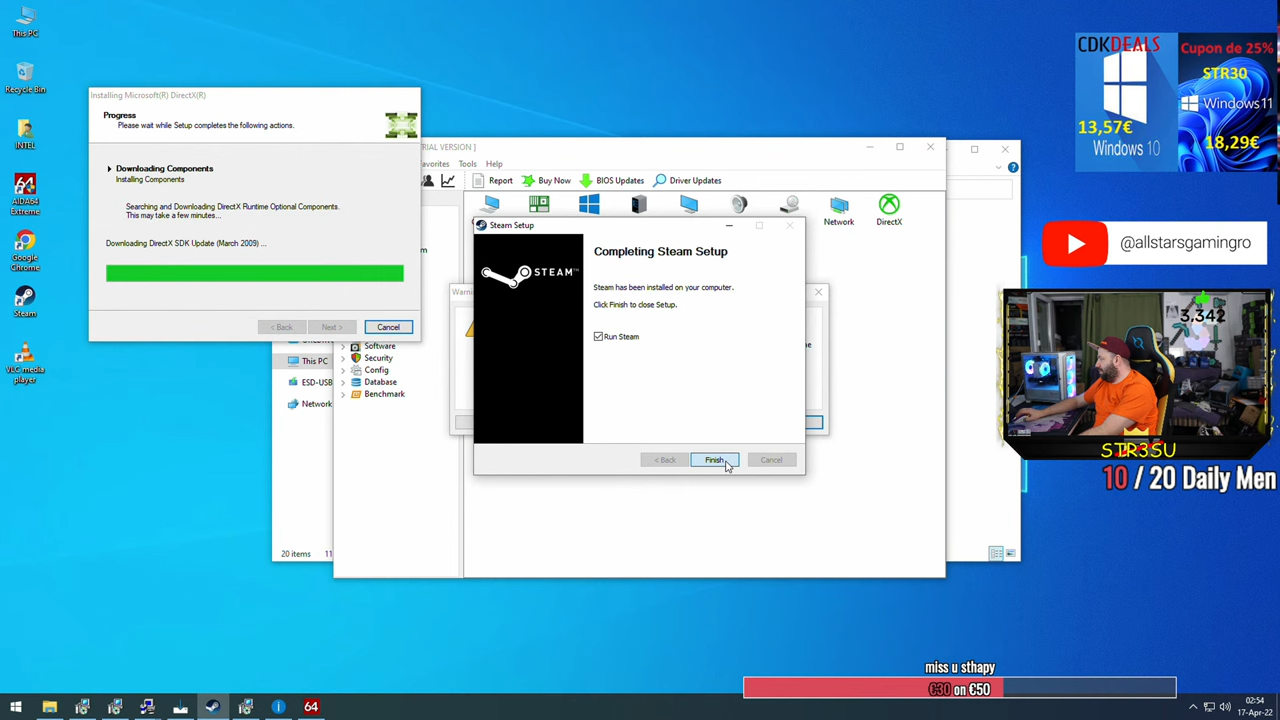 This PC
Recycle Bin
INTEL
AIDA64
Extreme
Google
Chrome
Steam
VLC media
player
Installing Microsoft(R) DirectX(R)
Progress
Please wait while Setup completes the following actions.
Downloading Components
Installing Components
Searching and Downloading DirectX Runtime Optional Components.
This may take a few minutes...
Downloading DirectX SDK Update (March 2009) ...
< Back
Next >
Cancel
TRIAL VERSION ]
avorites
Tools
Help
Report
Buy Now
BIOS Updates
Driver Updates
Network
DirectX
This PC
ESD-USB
Network
20 items
Software
Security
Config
Database
Benchmark
Steam Setup
STEAM™
Completing Steam Setup
Steam has been installed on your computer.
Click Finish to close Setup.
Run Steam
< Back
Finish
Cancel
CDKDEALS
13,57€
Windows 10
Cupon de 25%
STR30
Windows11
18,29€
@allstarsgamingro
3,342
STR3SU
10 / 20 Daily Men
miss u sthapy
€30 on €50
64
02:54
17-Apr-22